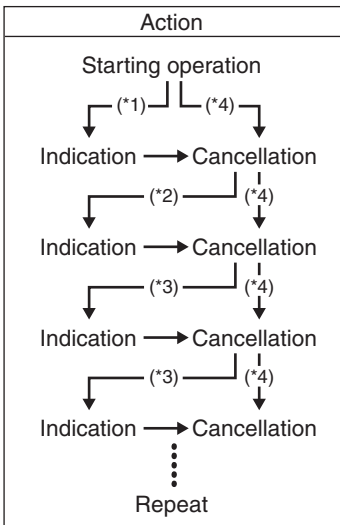 Action
Starting operation
(*1) (*4)
Indication Cancellation
(*2) (*4)
Indication Cancellation
(*3) (*4)
Indication Cancellation
(*3) (*4)
Indication Cancellation
Repeat